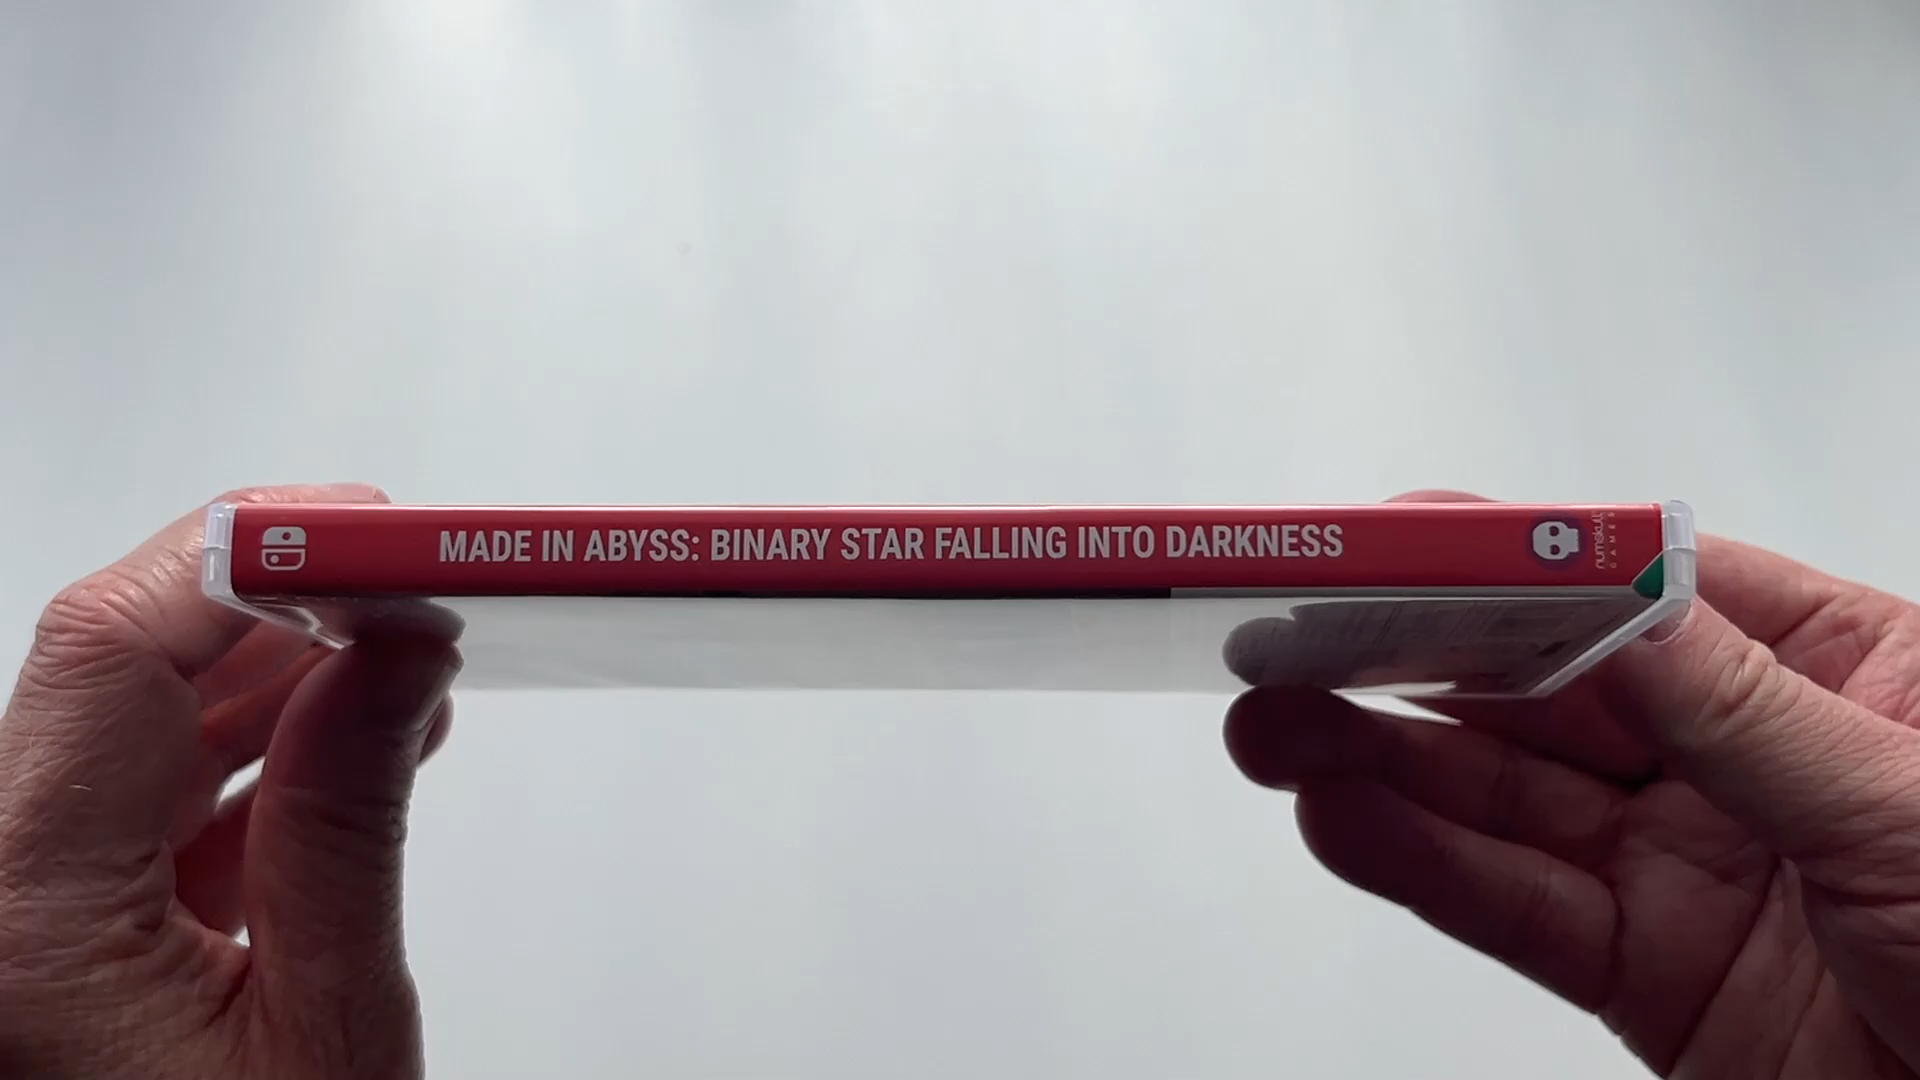 MADE IN ABYSS: BINARY STAR FALLING INTO DARKNESS
numskull
GAMES